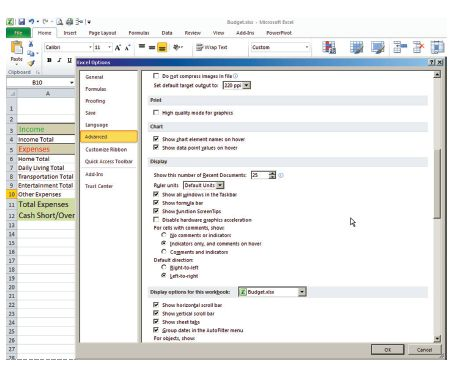 Budget.xlsx - Microsoft Excel
File Home Insert Page Layout Formulas Data Review View Add-Ins PowerPivot
Calibri 11 A A Wrap Text Custom
Paste B I U
Clipboard
B10
Excel Options
General
Formulas
Proofing
Save
Language
Advanced
Customize Ribbon
Quick Access Toolbar
Add-Ins
Trust Center
Do not compress images in file
Set default target output to: 220 ppi
Print
High quality mode for graphics
Chart
Show chart element names on hover
Show data point values on hover
Display
Show this number of Recent Documents: 25
Ruler units Default Units
Show all windows in the Taskbar
Show formula bar
Show function ScreenTips
Disable hardware graphics acceleration
For cells with comments, show:
No comments or indicators
Indicators only, and comments on hover
Comments and indicators
Default direction:
Right-to-left
Left-to-right
Display options for this workbook: Budget.xlsx
Show horizontal scroll bar
Show vertical scroll bar
Show sheet tabs
Group dates in the AutoFilter menu
For objects, show:
OK Cancel
A
1
2
3 Income
4 Income Total
5 Expenses
6 Home Total
7 Daily Living Total
8 Transportation Total
9 Entertainment Total
10 Other Expenses
11 Total Expenses
12 Cash Short/Over
13
14
15
16
17
18
19
20
21
22
23
24
25
26
27
28